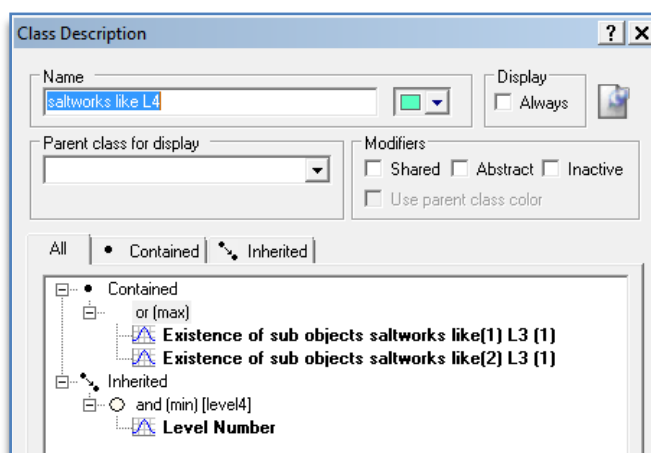 Class Description
Name
saltworks like L4
Display
Always
Parent class for display
Modifiers
Shared Abstract Inactive
Use parent class color
All Contained Inherited
Contained
or (max)
Existence of sub objects saltworks like(1) L3 (1)
Existence of sub objects saltworks like(2) L3 (1)
Inherited
and (min) [level4]
Level Number